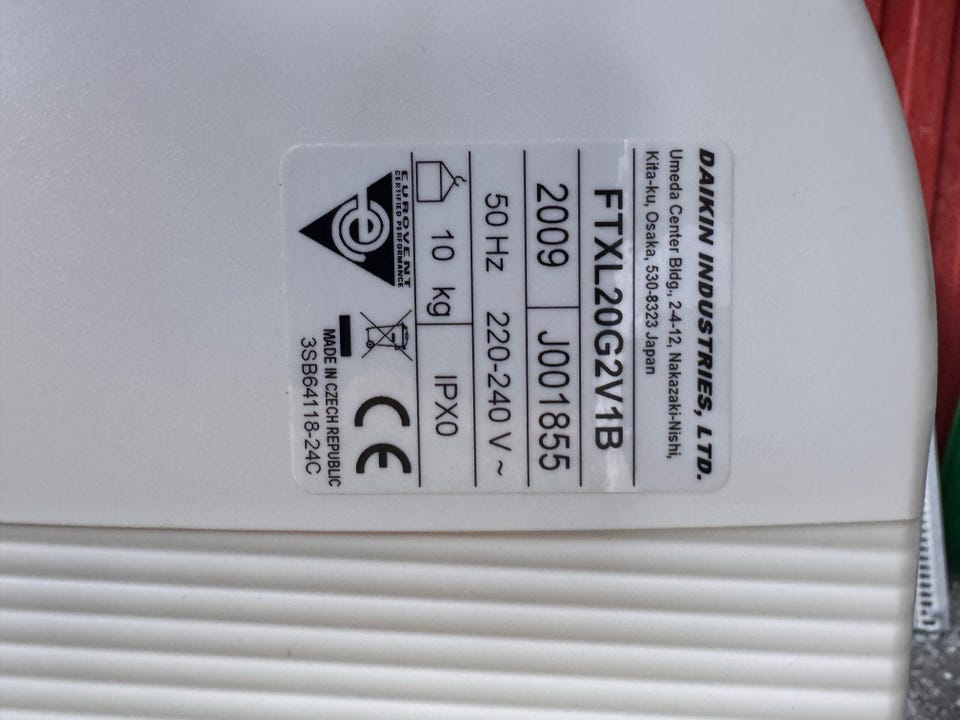 DAIKIN INDUSTRIES, LTD.
Umeda Center Bldg., 2-4-12, Nakazaki-Nishi,
Kita-ku, Osaka, 530-8323 Japan
FTXL20G2V1B
2009 J001855
50 Hz 220-240 V ~
10 kg IPX0
EUROVENT
CERTIFIED PERFORMANCE
e
CE
MADE IN CZECH REPUBLIC
3SB64118-24C